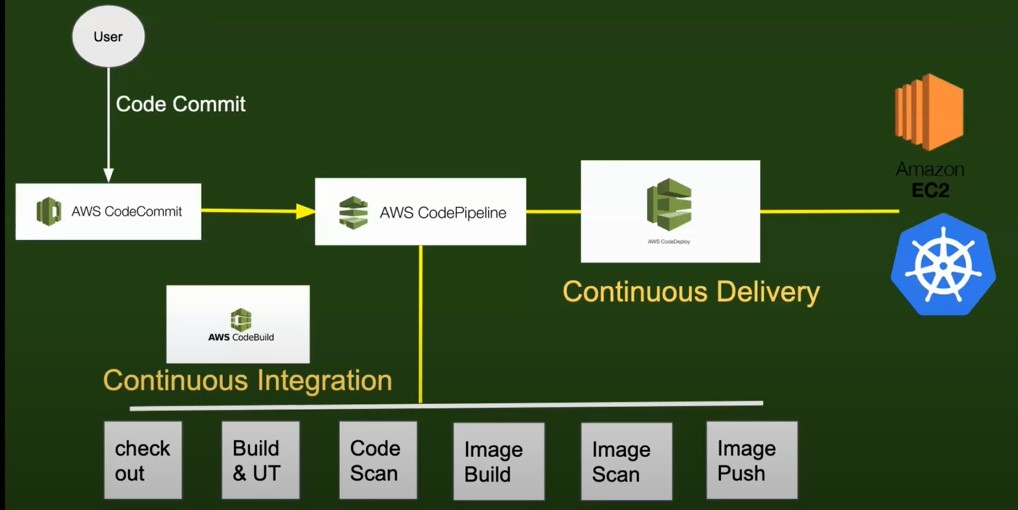 User
Code Commit
AWS CodeCommit
AWS CodePipeline
AWS CodeDeploy
Amazon
EC2
Continuous Delivery
AWS CodeBuild
Continuous Integration
check
out
Build
& UT
Code
Scan
Image
Build
Image
Scan
Image
Push